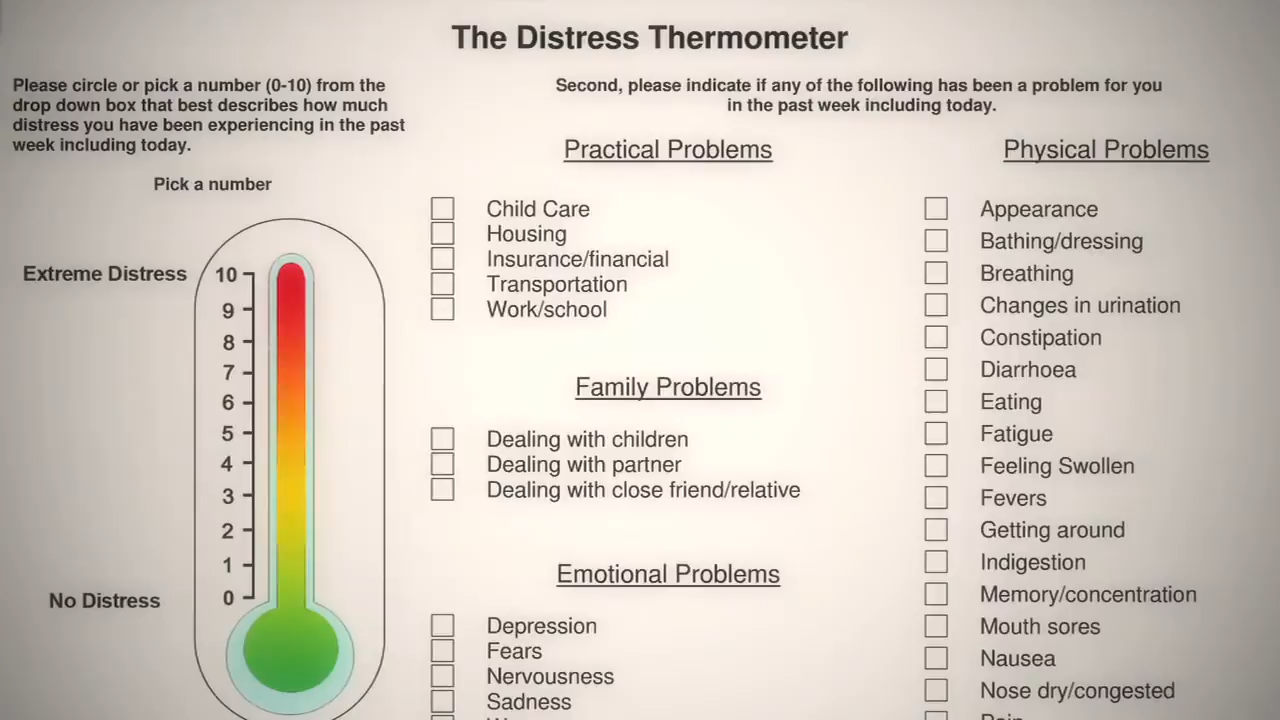 The Distress Thermometer
Please circle or pick a number (0-10) from the
drop down box that best describes how much
distress you have been experiencing in the past
week including today.
Pick a number
Extreme Distress
10
9
8
7
6
5
4
3
2
1
0
No Distress
Second, please indicate if any of the following has been a problem for you
in the past week including today.
Practical Problems
Child Care
Housing
Insurance/financial
Transportation
Work/school
Family Problems
Dealing with children
Dealing with partner
Dealing with close friend/relative
Emotional Problems
Depression
Fears
Nervousness
Sadness
Physical Problems
Appearance
Bathing/dressing
Breathing
Changes in urination
Constipation
Diarrhoea
Eating
Fatigue
Feeling Swollen
Fevers
Getting around
Indigestion
Memory/concentration
Mouth sores
Nausea
Nose dry/congested
Pain